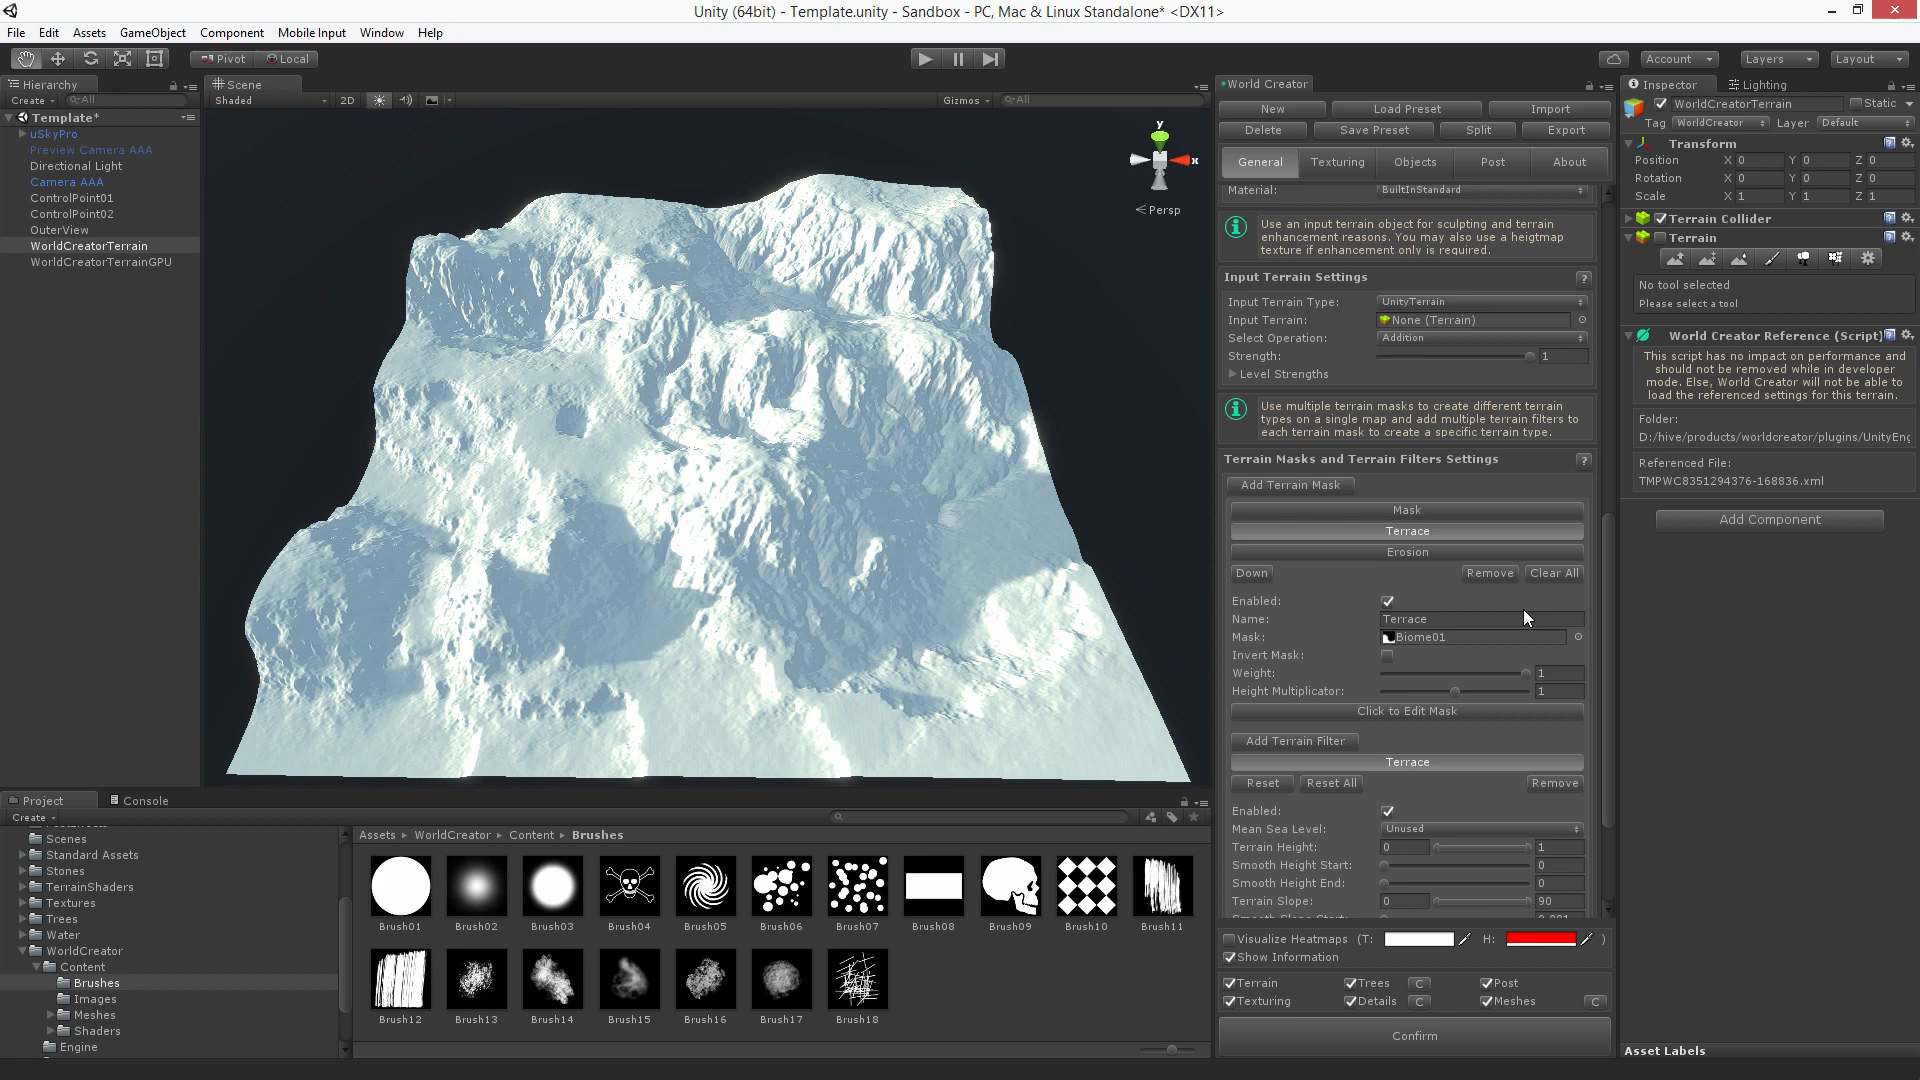 Unity (64bit) - Template.unity - Sandbox - PC, Mac & Linux Standalone* <DX11>
File Edit Assets GameObject Component Mobile Input Window Help
Pivot Local
Account Layers Layout
Hierarchy
Create All
Template*
uSkyPro
Preview Camera AAA
Directional Light
Camera AAA
ControlPoint01
ControlPoint02
OuterView
WorldCreatorTerrain
WorldCreatorTerrainGPU
Scene
Shaded 2D Gizmos All
y
x
Persp
World Creator
New Load Preset Import
Delete Save Preset Split Export
General Texturing Objects Post About
Material: BuiltInStandard
Use an input terrain object for sculpting and terrain
enhancement reasons. You may also use a heigtmap
texture if enhancement only is required.
Input Terrain Settings ?
Input Terrain Type: UnityTerrain
Input Terrain: None (Terrain)
Select Operation: Addition
Strength: 1
Level Strengths
Use multiple terrain masks to create different terrain
types on a single map and add multiple terrain filters to
each terrain mask to create a specific terrain type.
Terrain Masks and Terrain Filters Settings ?
Add Terrain Mask
Mask
Terrace
Erosion
Down Remove Clear All
Enabled:
Name: Terrace
Mask: Biome01
Invert Mask:
Weight: 1
Height Multiplicator: 1
Click to Edit Mask
Add Terrain Filter
Terrace
Reset Reset All Remove
Enabled:
Mean Sea Level: Unused
Terrain Height: 0 1
Smooth Height Start: 0
Smooth Height End: 0
Terrain Slope: 0 90
Smooth Slope Start: 0.001
Visualize Heatmaps (T: H: )
Show Information
Terrain Trees C Post
Texturing Details C Meshes C
Confirm
Inspector Lighting
WorldCreatorTerrain Static
Tag WorldCreator Layer Default
Transform
Position X 0 Y 0 Z 0
Rotation X 0 Y 0 Z 0
Scale X 1 Y 1 Z 1
Terrain Collider
Terrain
No tool selected
Please select a tool
World Creator Reference (Script)
This script has no impact on performance and
should not be removed while in developer
mode. Else, World Creator will not be able to
load the referenced settings for this terrain.
Folder:
D:/hive/products/worldcreator/plugins/UnityEng
Referenced File:
TMPWC8351294376-168836.xml
Add Component
Asset Labels
Project Console
Create
Scenes
Standard Assets
Stones
TerrainShaders
Textures
Trees
Water
WorldCreator
Content
Brushes
Images
Meshes
Shaders
Engine
Assets WorldCreator Content Brushes
Brush01 Brush02 Brush03 Brush04 Brush05 Brush06 Brush07 Brush08 Brush09 Brush10 Brush11
Brush12 Brush13 Brush14 Brush15 Brush16 Brush17 Brush18